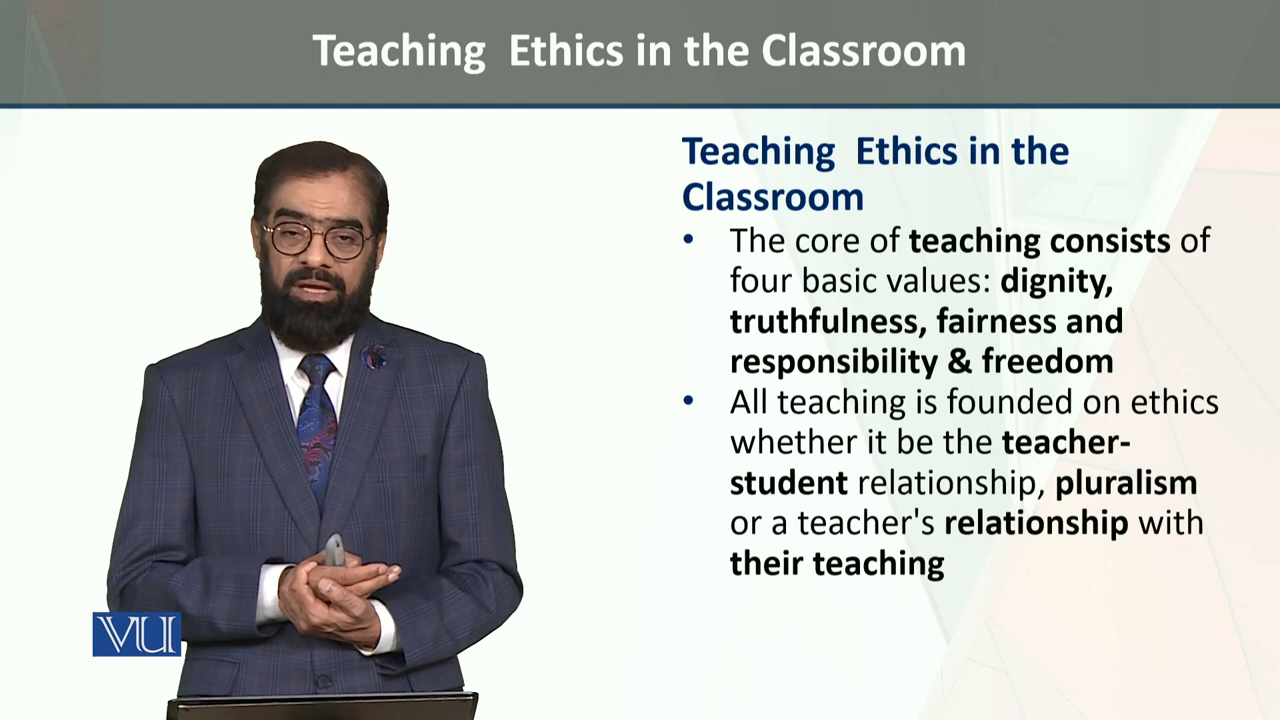 Teaching  Ethics in the Classroom
Teaching  Ethics in the
Classroom
• The core of teaching consists of
four basic values: dignity,
truthfulness, fairness and
responsibility & freedom
• All teaching is founded on ethics
whether it be the teacher-
student relationship, pluralism
or a teacher's relationship with
their teaching
VU